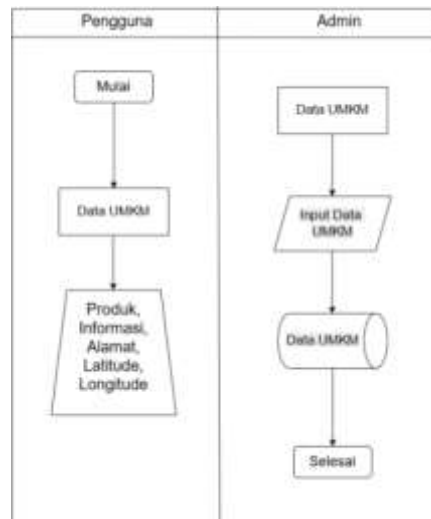 Pengguna
Admin
Mulai
Data UMKM
Produk,
Informasi,
Alamat,
Latitude,
Longitude
Data UMKM
Input Data
UMKM
Data UMKM
Selesai